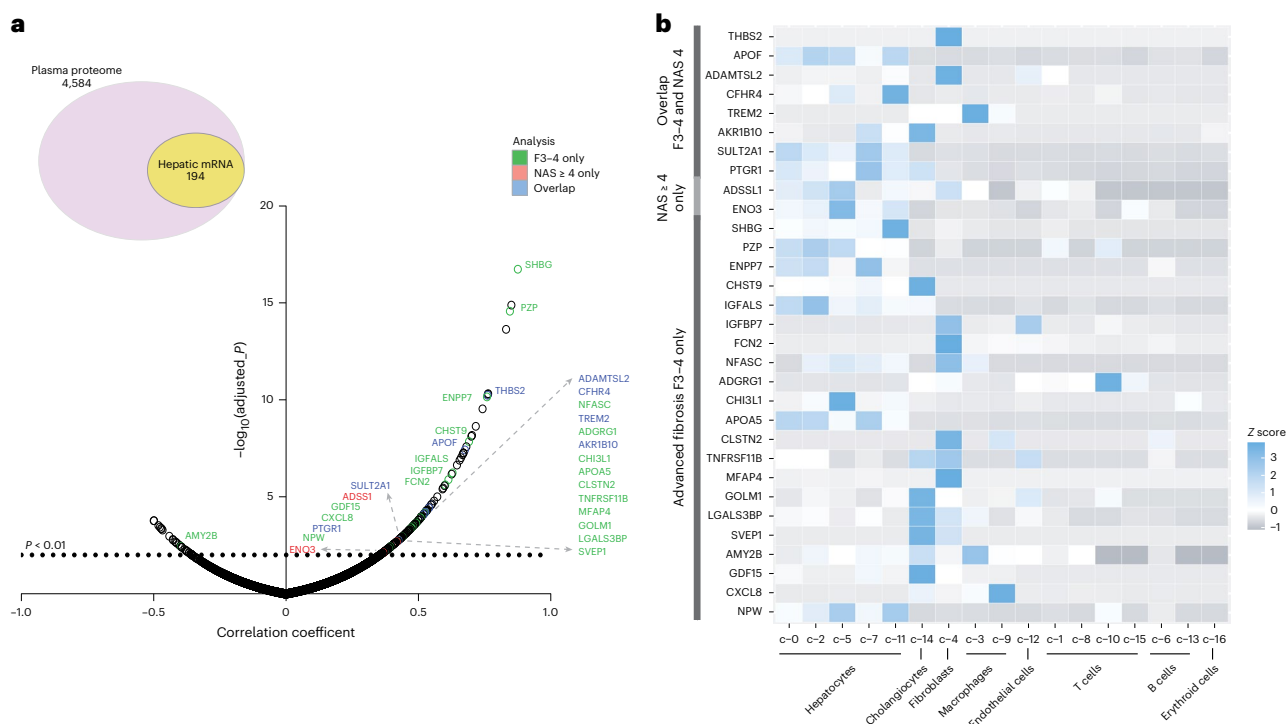 a
Plasma proteome
4,584
Hepatic mRNA
194
Analysis
F3–4 only
NAS ≥ 4 only
Overlap
20
15
10
5
–log10(adjusted_P)
SHBG
PZP
ENPP7
THBS2
CHST9
APOF
IGFALS
IGFBP7
FCN2
SULT2A1
ADSS1
GDF15
CXCL8
PTGR1
NPW
ENO3
AMY2B
P < 0.01
ADAMTSL2
CFHR4
NFASC
TREM2
ADGRG1
AKR1B10
CHI3L1
APOA5
CLSTN2
TNFRSF11B
MFAP4
GOLM1
LGALS3BP
SVEP1
–1.0
–0.5
0
0.5
1.0
Correlation coefficent
b
Overlap
F3–4 and NAS 4
NAS ≥ 4
only
Advanced fibrosis F3–4 only
THBS2
APOF
ADAMTSL2
CFHR4
TREM2
AKR1B10
SULT2A1
PTGR1
ADSSL1
ENO3
SHBG
PZP
ENPP7
CHST9
IGFALS
IGFBP7
FCN2
NFASC
ADGRG1
CHI3L1
APOA5
CLSTN2
TNFRSF11B
MFAP4
GOLM1
LGALS3BP
SVEP1
AMY2B
GDF15
CXCL8
NPW
c–0 c–2 c–5 c–7 c–11 c–14 c–4 c–3 c–9 c–12 c–1 c–8 c–10 c–15 c–6 c–13 c–16
Hepatocytes
Cholangiocytes
Fibroblasts
Macrophages
Endothelial cells
T cells
B cells
Erythroid cells
Z score
3
2
1
0
–1